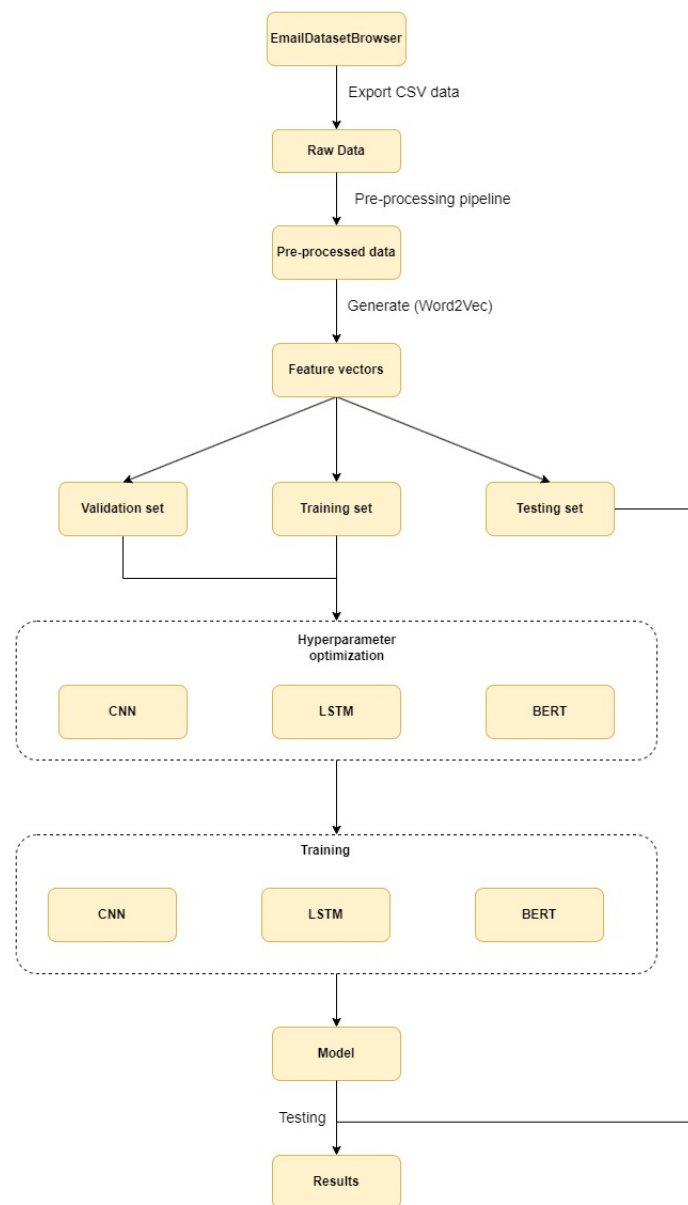 EmailDatasetBrowser
Export CSV data
Raw Data
Pre-processing pipeline
Pre-processed data
Generate (Word2Vec)
Feature vectors
Validation set
Training set
Testing set
Hyperparameter
optimization
CNN
LSTM
BERT
Training
CNN
LSTM
BERT
Model
Testing
Results